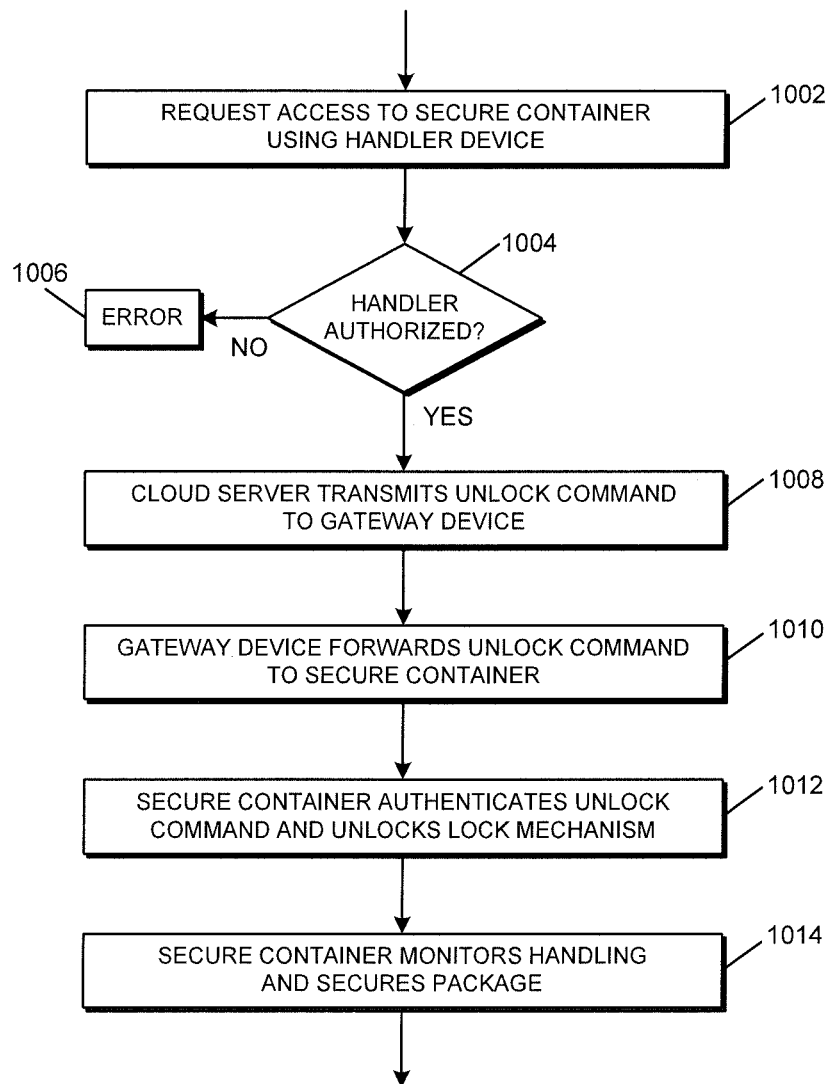 REQUEST ACCESS TO SECURE CONTAINER
USING HANDLER DEVICE
1002
1004
HANDLER
AUTHORIZED?
1006
ERROR
NO
YES
CLOUD SERVER TRANSMITS UNLOCK COMMAND
TO GATEWAY DEVICE
1008
GATEWAY DEVICE FORWARDS UNLOCK COMMAND
TO SECURE CONTAINER
1010
SECURE CONTAINER AUTHENTICATES UNLOCK
COMMAND AND UNLOCKS LOCK MECHANISM
1012
SECURE CONTAINER MONITORS HANDLING
AND SECURES PACKAGE
1014